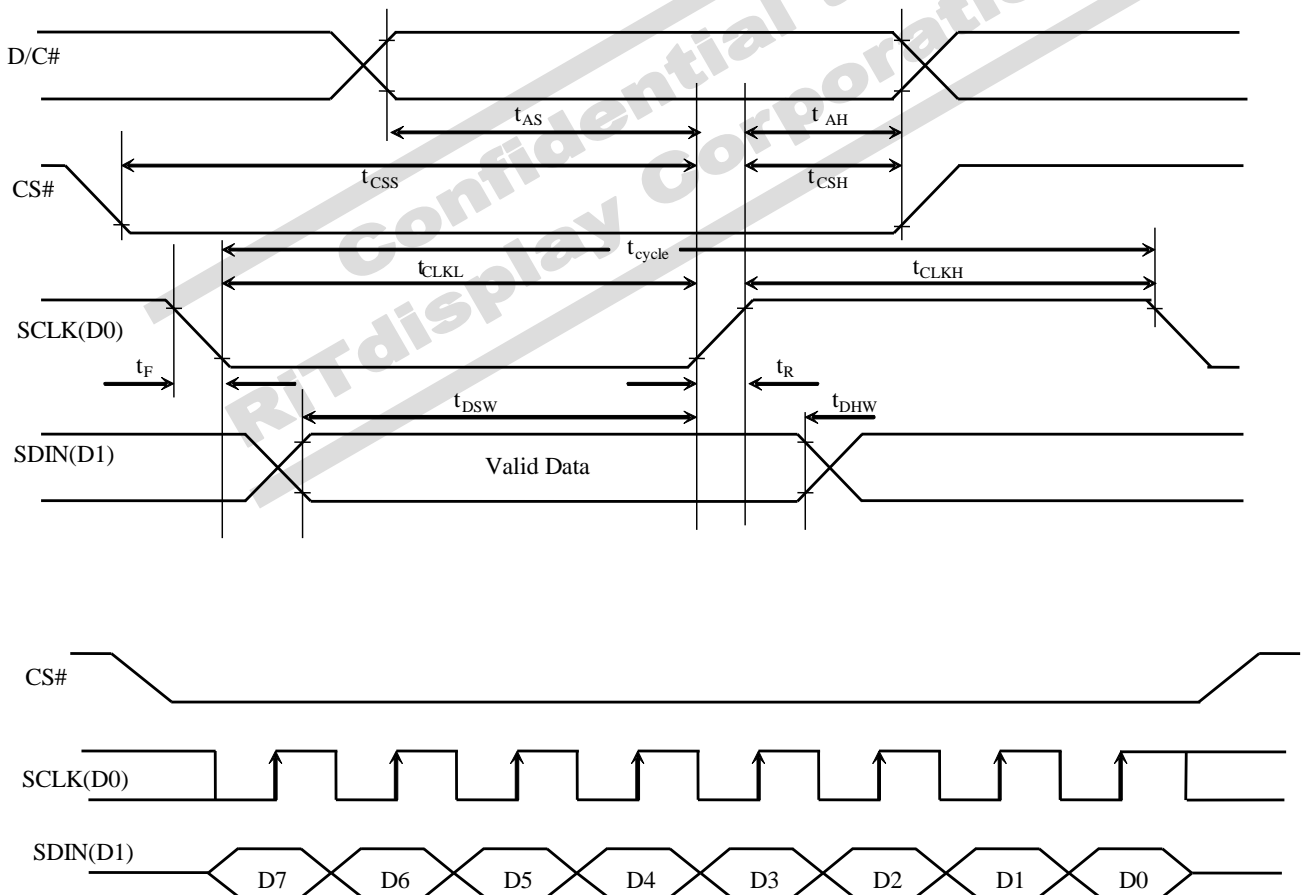 Confidential t
RiTdisplay Corporatio
D/C#
tAS
tAH
CS#
tCSS
tCSH
tcycle
tCLKL
tCLKH
SCLK(D0)
tF
tR
tDSW
tDHW
SDIN(D1)
Valid Data
CS#
SCLK(D0)
SDIN(D1)
D7 D6 D5 D4 D3 D2 D1 D0